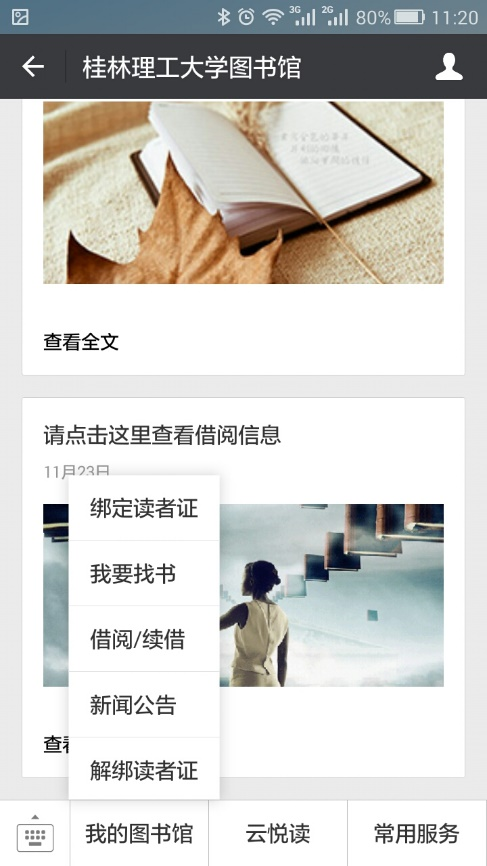 3G 2G 80% 11:20
桂林理工大学图书馆
查看全文
请点击这里查看借阅信息
11月23日
绑定读者证
我要找书
借阅/续借
新闻公告
查看
解绑读者证
我的图书馆 云悦读 常用服务